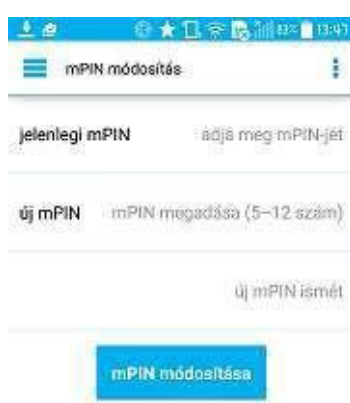 83% 13:47
mPIN módosítás
jelenlegi mPIN adja meg mPIN-jét
új mPIN mPIN megadása (5–12 szám)
új mPIN ismét
mPIN módosítása